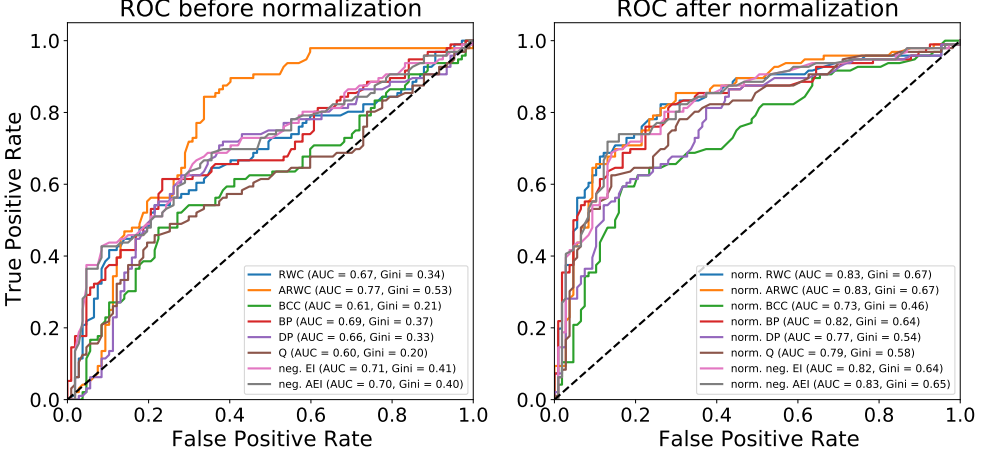 ROC before normalization
True Positive Rate
1.0
0.8
0.6
0.4
0.2
0.0
RWC (AUC = 0.67, Gini = 0.34)
ARWC (AUC = 0.77, Gini = 0.53)
BCC (AUC = 0.61, Gini = 0.21)
BP (AUC = 0.69, Gini = 0.37)
DP (AUC = 0.66, Gini = 0.33)
Q (AUC = 0.60, Gini = 0.20)
neg. EI (AUC = 0.71, Gini = 0.41)
neg. AEI (AUC = 0.70, Gini = 0.40)
0.0 0.2 0.4 0.6 0.8 1.0
False Positive Rate
ROC after normalization
1.0
0.8
0.6
0.4
0.2
0.0
norm. RWC (AUC = 0.83, Gini = 0.67)
norm. ARWC (AUC = 0.83, Gini = 0.67)
norm. BCC (AUC = 0.73, Gini = 0.46)
norm. BP (AUC = 0.82, Gini = 0.64)
norm. DP (AUC = 0.77, Gini = 0.54)
norm. Q (AUC = 0.79, Gini = 0.58)
norm. neg. EI (AUC = 0.82, Gini = 0.64)
norm. neg. AEI (AUC = 0.83, Gini = 0.65)
0.0 0.2 0.4 0.6 0.8 1.0
False Positive Rate